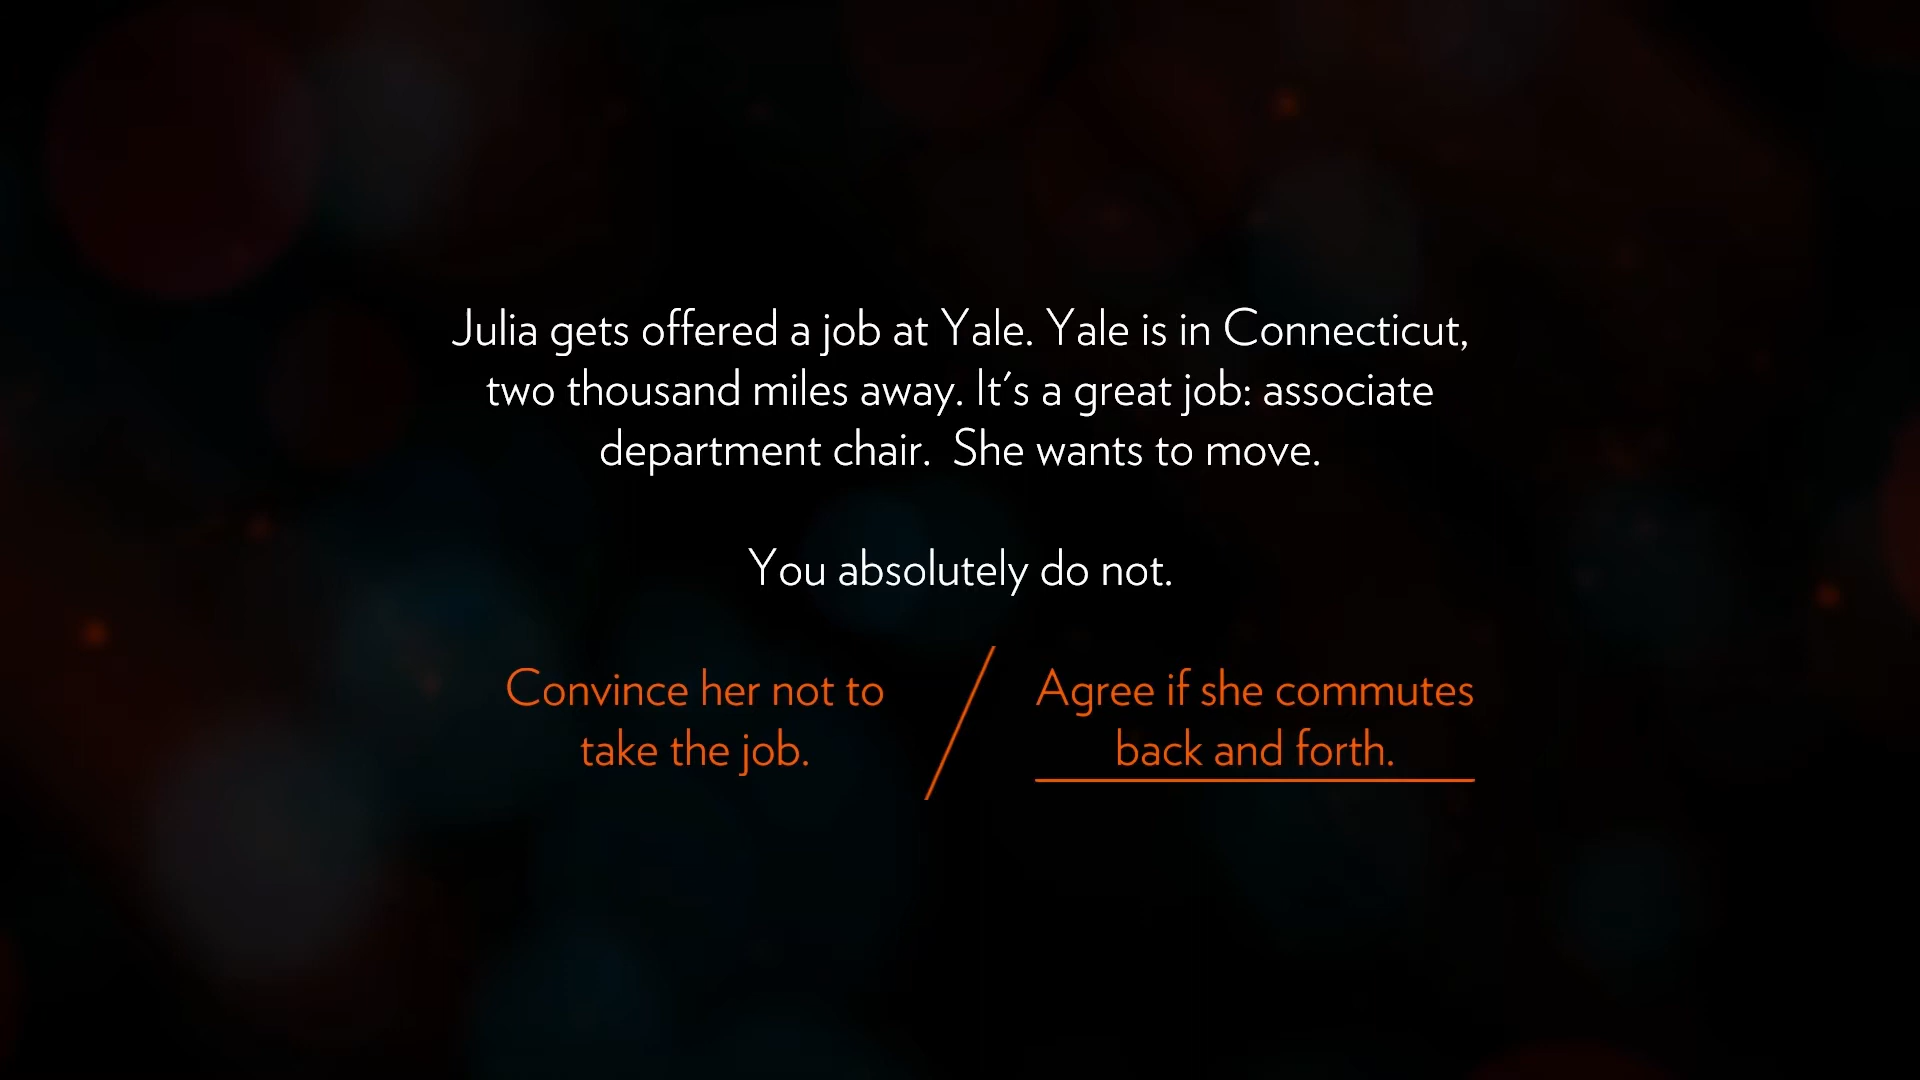 Julia gets offered a job at Yale. Yale is in Connecticut,
two thousand miles away. It's a great job: associate
department chair.  She wants to move.
You absolutely do not.
Convince her not to
take the job.
Agree if she commutes
back and forth.